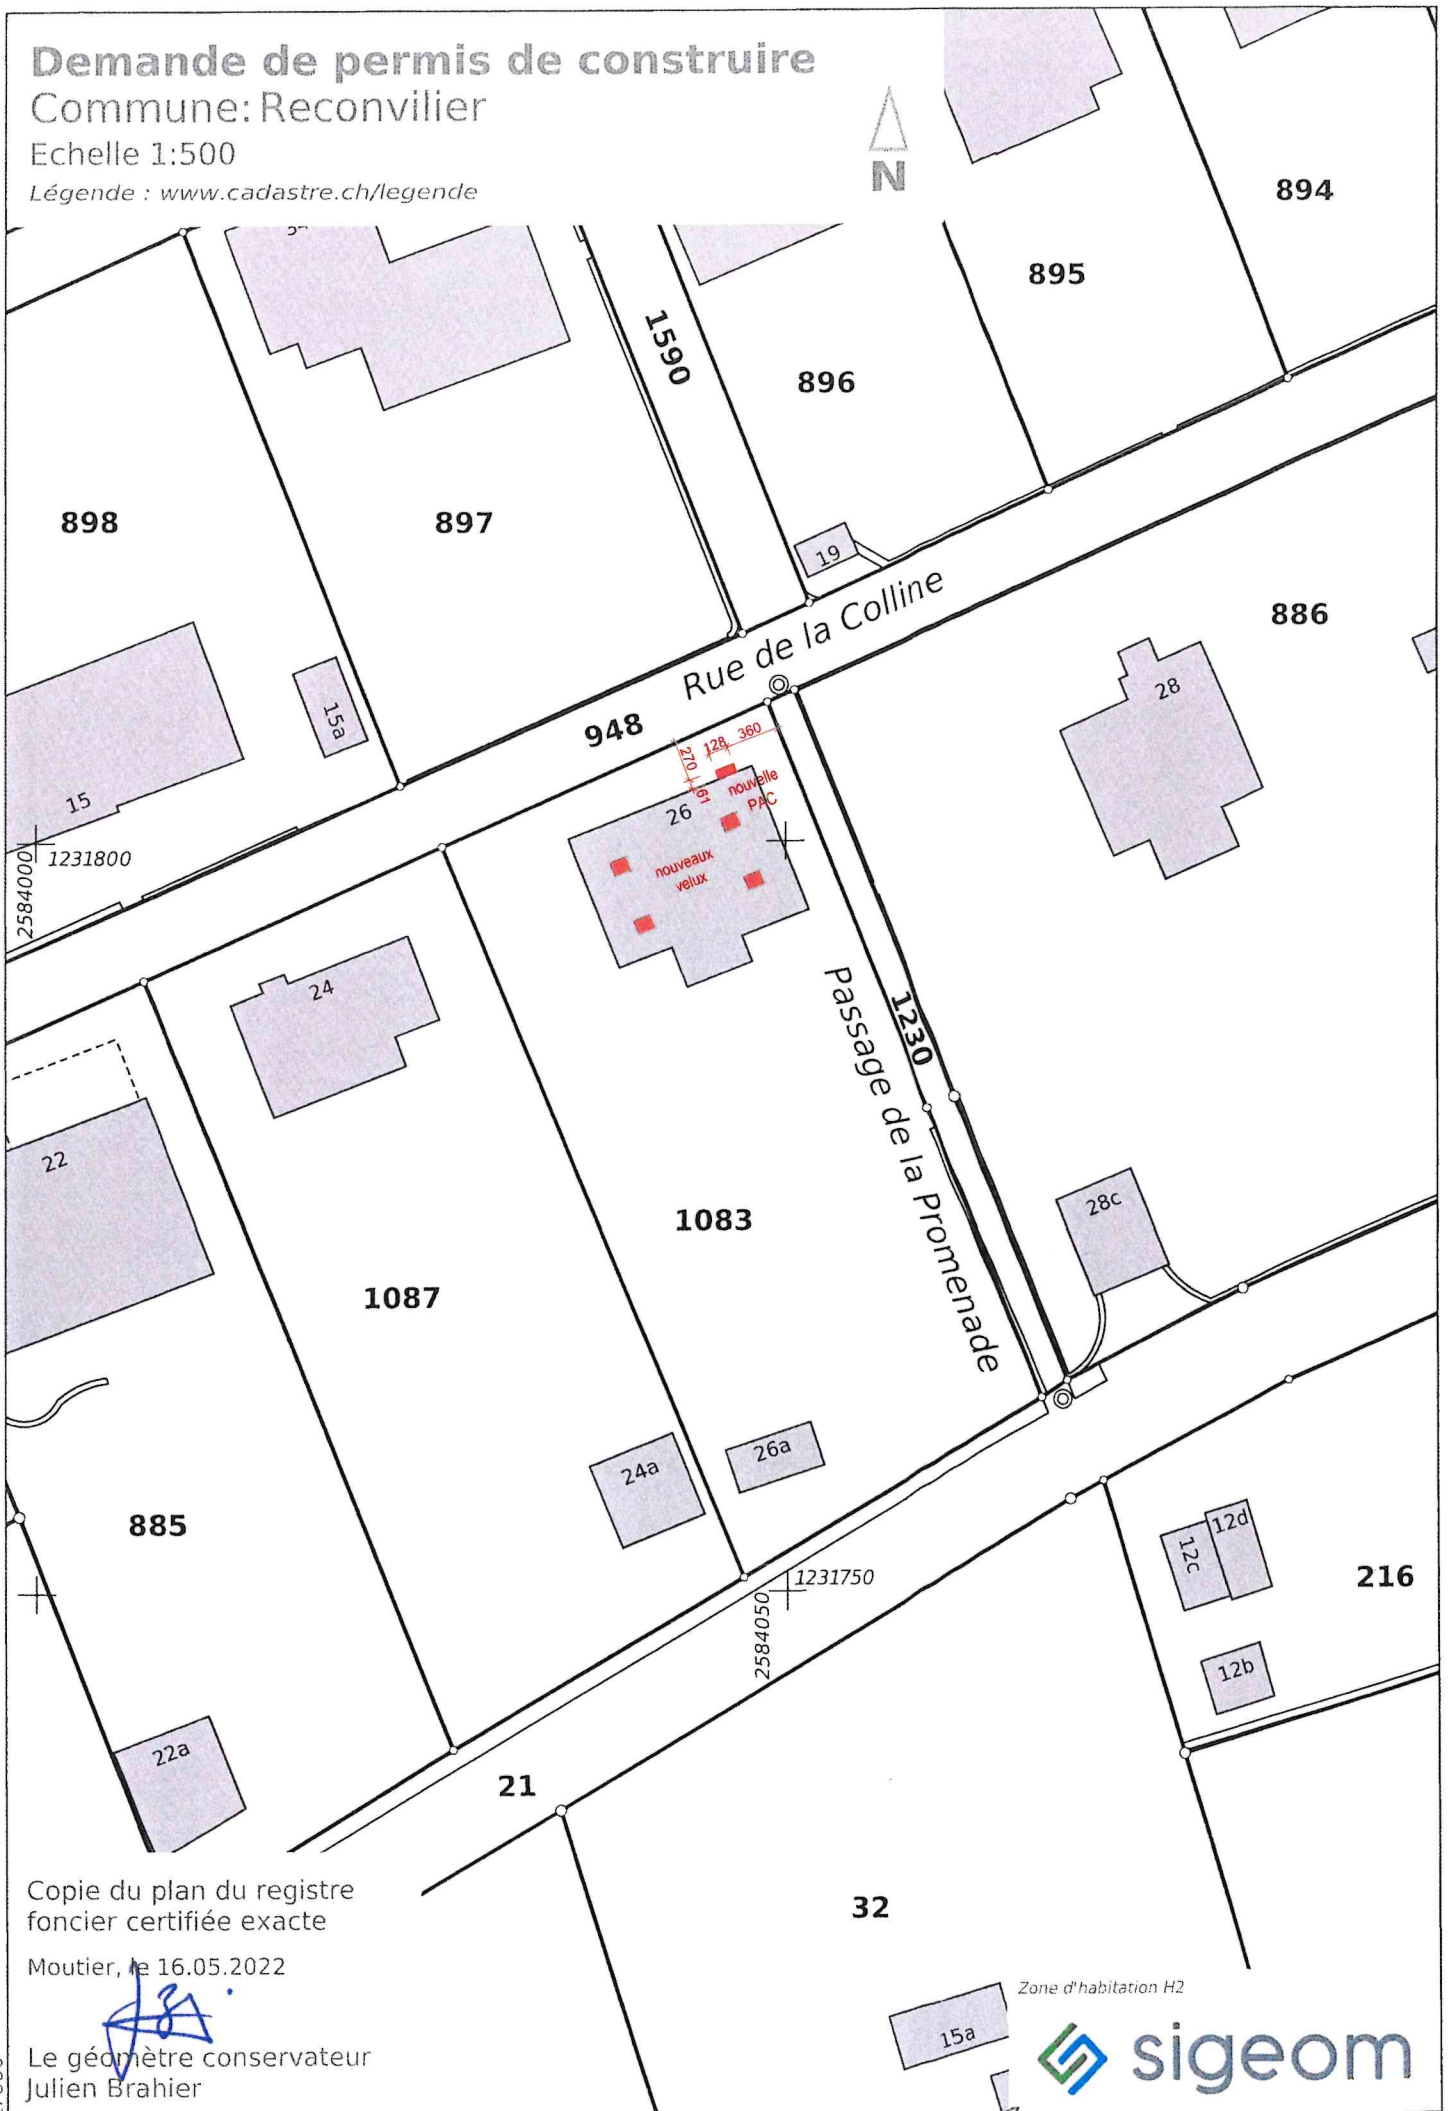 Demande de permis de construire
Commune: Reconvilier
Echelle 1:500
Légende : www.cadastre.ch/legende
N
894
895
1590
896
898
897
19
Rue de la Colline
886
28
15a
948
360
128
270
61
nouvelle
PAC
26
15
1231800
2584000
nouveaux
velux
24
Passage de la Promenade
1230
22
28c
1083
1087
24a
26a
885
12d
12c
216
1231750
2584050
12b
22a
21
32
Copie du plan du registre
foncier certifiée exacte
Moutier, le 16.05.2022
Le géomètre conservateur
Julien Brahier
Zone d'habitation H2
15a
sigeom